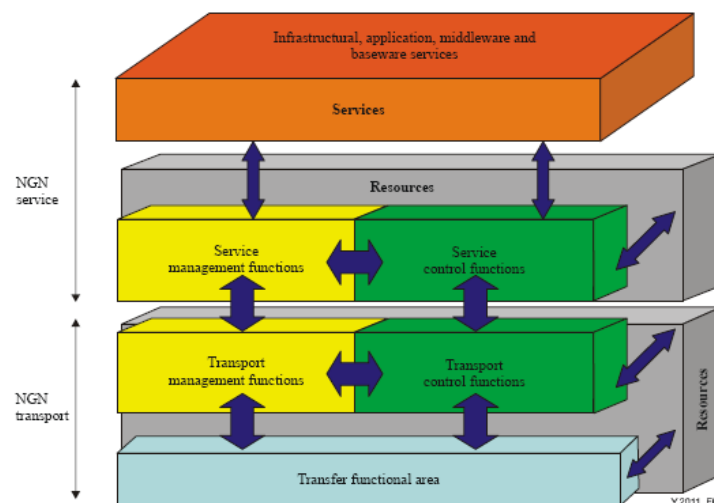 Infrastructural, application, middleware and
baseware services
Services
NGN
service
Resources
Service
management functions
Service
control functions
NGN
transport
Transport
management functions
Transport
control functions
Resources
Transfer functional area